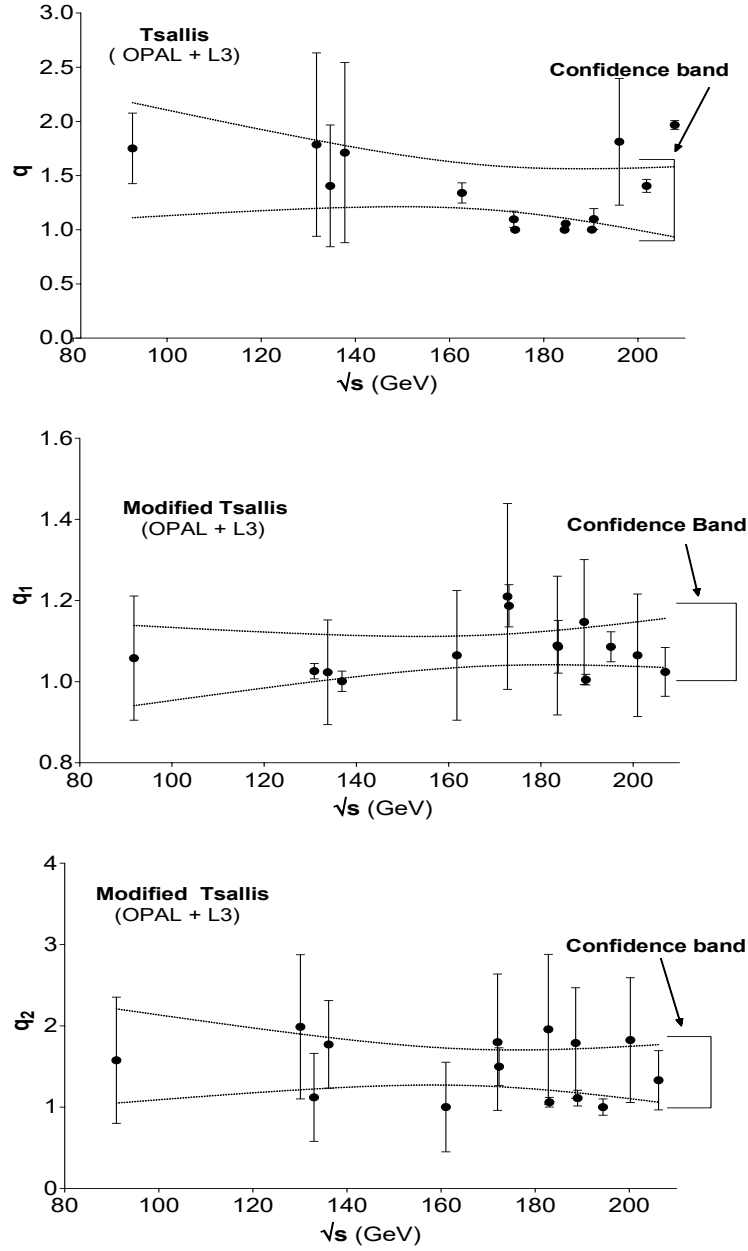 Tsallis
( OPAL + L3)
Confidence band
2.5
2.0
1.5
1.0
0.5
0.0
q
80 100 120 140 160 180 200
√s (GeV)
1.6
1.4
1.2
1.0
0.8
q1
Modified Tsallis
(OPAL + L3)
Confidence Band
80 100 120 140 160 180 200
√s (GeV)
4
3
2
1
0
q2
Modified Tsallis
(OPAL + L3)
Confidence band
80 100 120 140 160 180 200
√s (GeV)